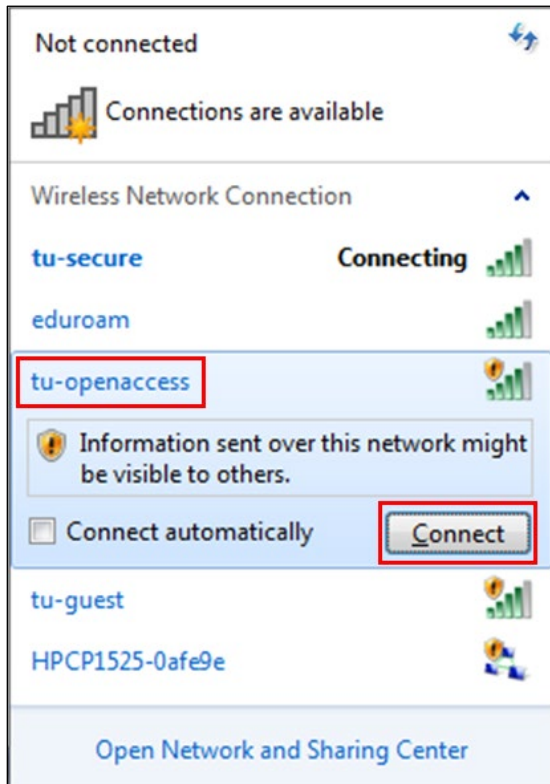 Not connected
Connections are available
Wireless Network Connection
tu-secure Connecting
eduroam
tu-openaccess
Information sent over this network might
be visible to others.
Connect automatically Connect
tu-guest
HPCP1525-0afe9e
Open Network and Sharing Center